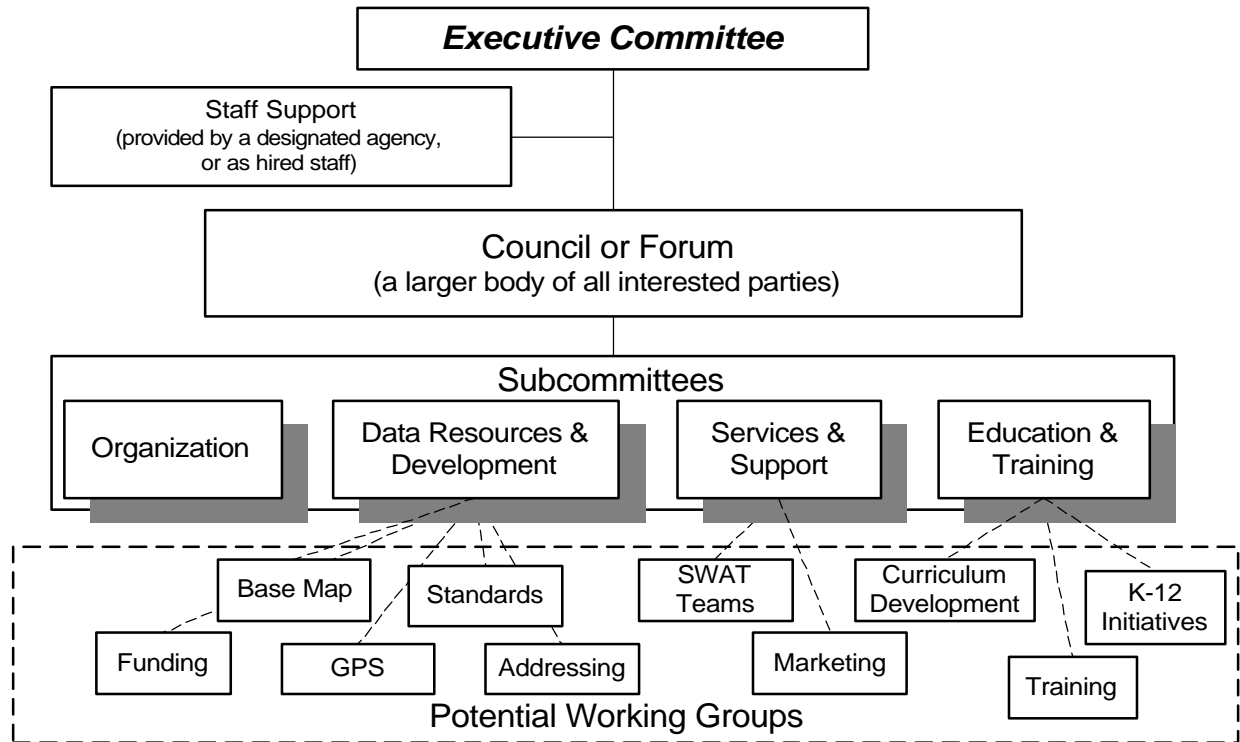 Executive Committee
Staff Support
(provided by a designated agency,
or as hired staff)
Council or Forum
(a larger body of all interested parties)
Subcommittees
Organization
Data Resources &
Development
Services &
Support
Education &
Training
Base Map
Standards
SWAT
Teams
Curriculum
Development
K-12
Initiatives
Funding
GPS
Addressing
Marketing
Training
Potential Working Groups